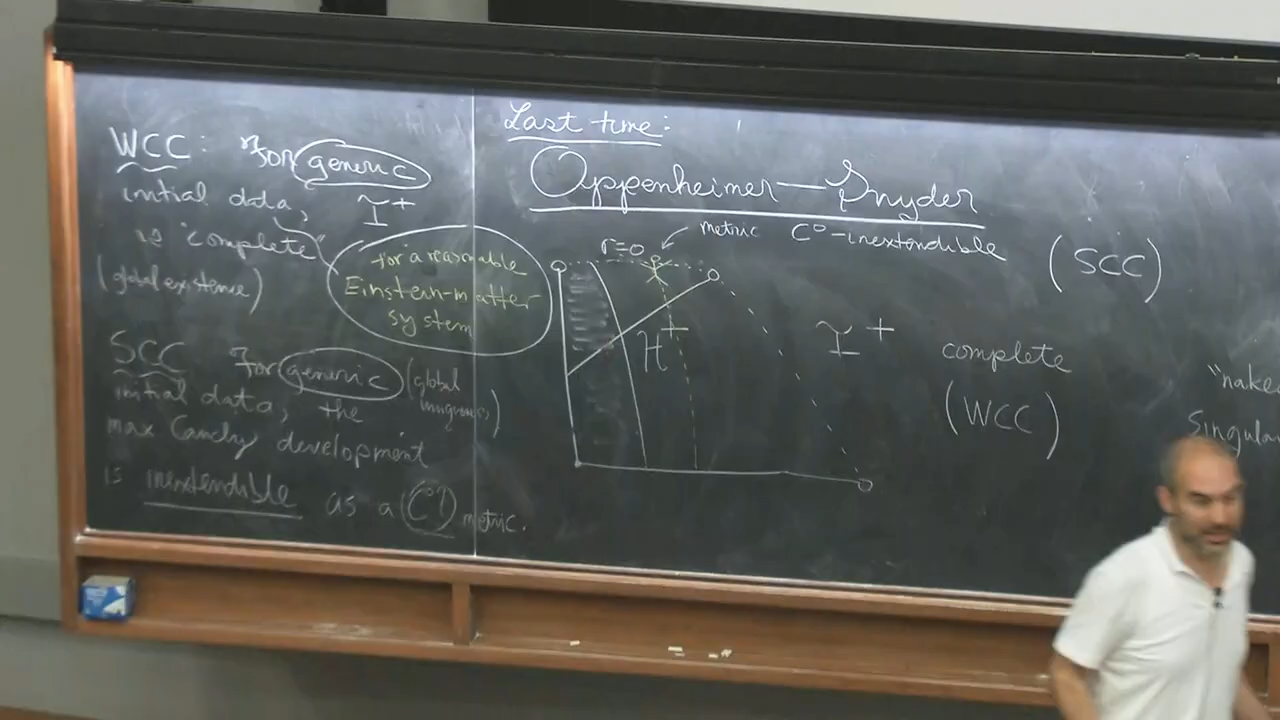 WCC: For generic
initial data, I⁺
is "complete"
(global existence)
for a reasonable
Einstein-matter
system
SCC For generic (global
initial data, the uniqueness)
max Cauchy development
is inextendible as a (C⁰) metric.
Last time:
Oppenheimer—Snyder
metric C⁰-inextendible (SCC)
r=0
H⁺
I⁺
complete
(WCC)
"nake
Singular